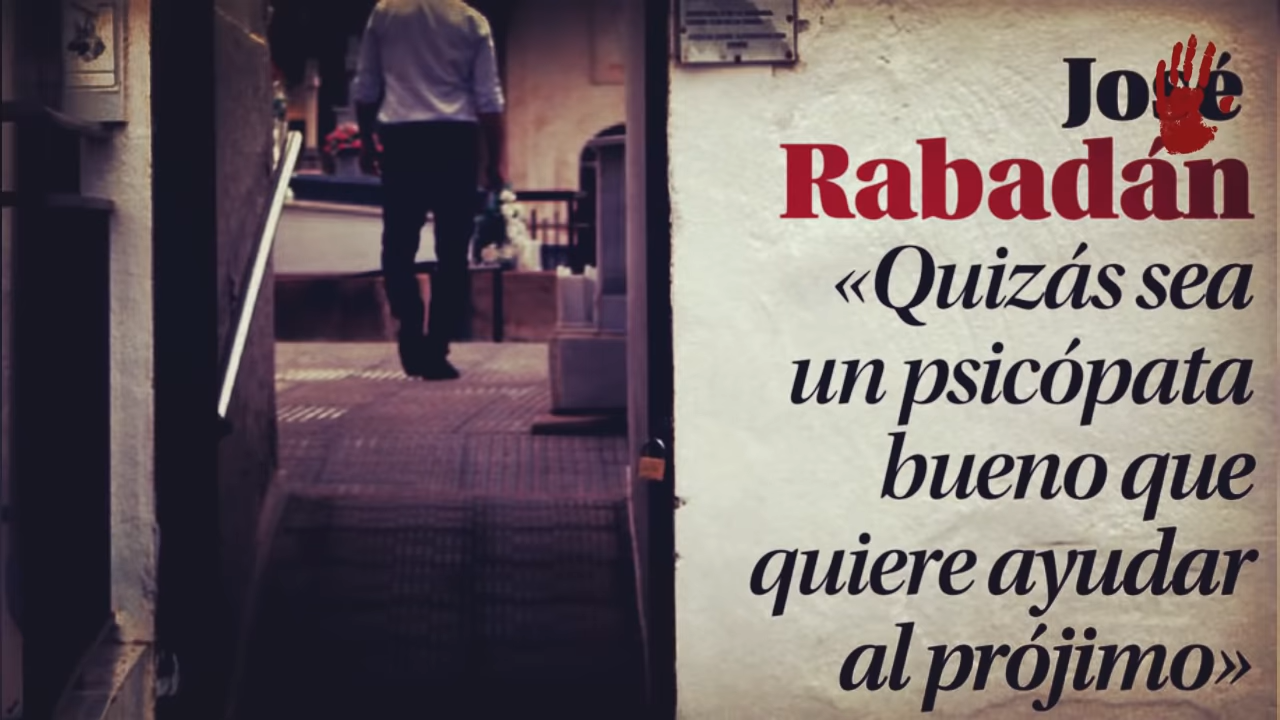 José
Rabadán
«Quizás sea
un psicópata
bueno que
quiere ayudar
al prójimo»